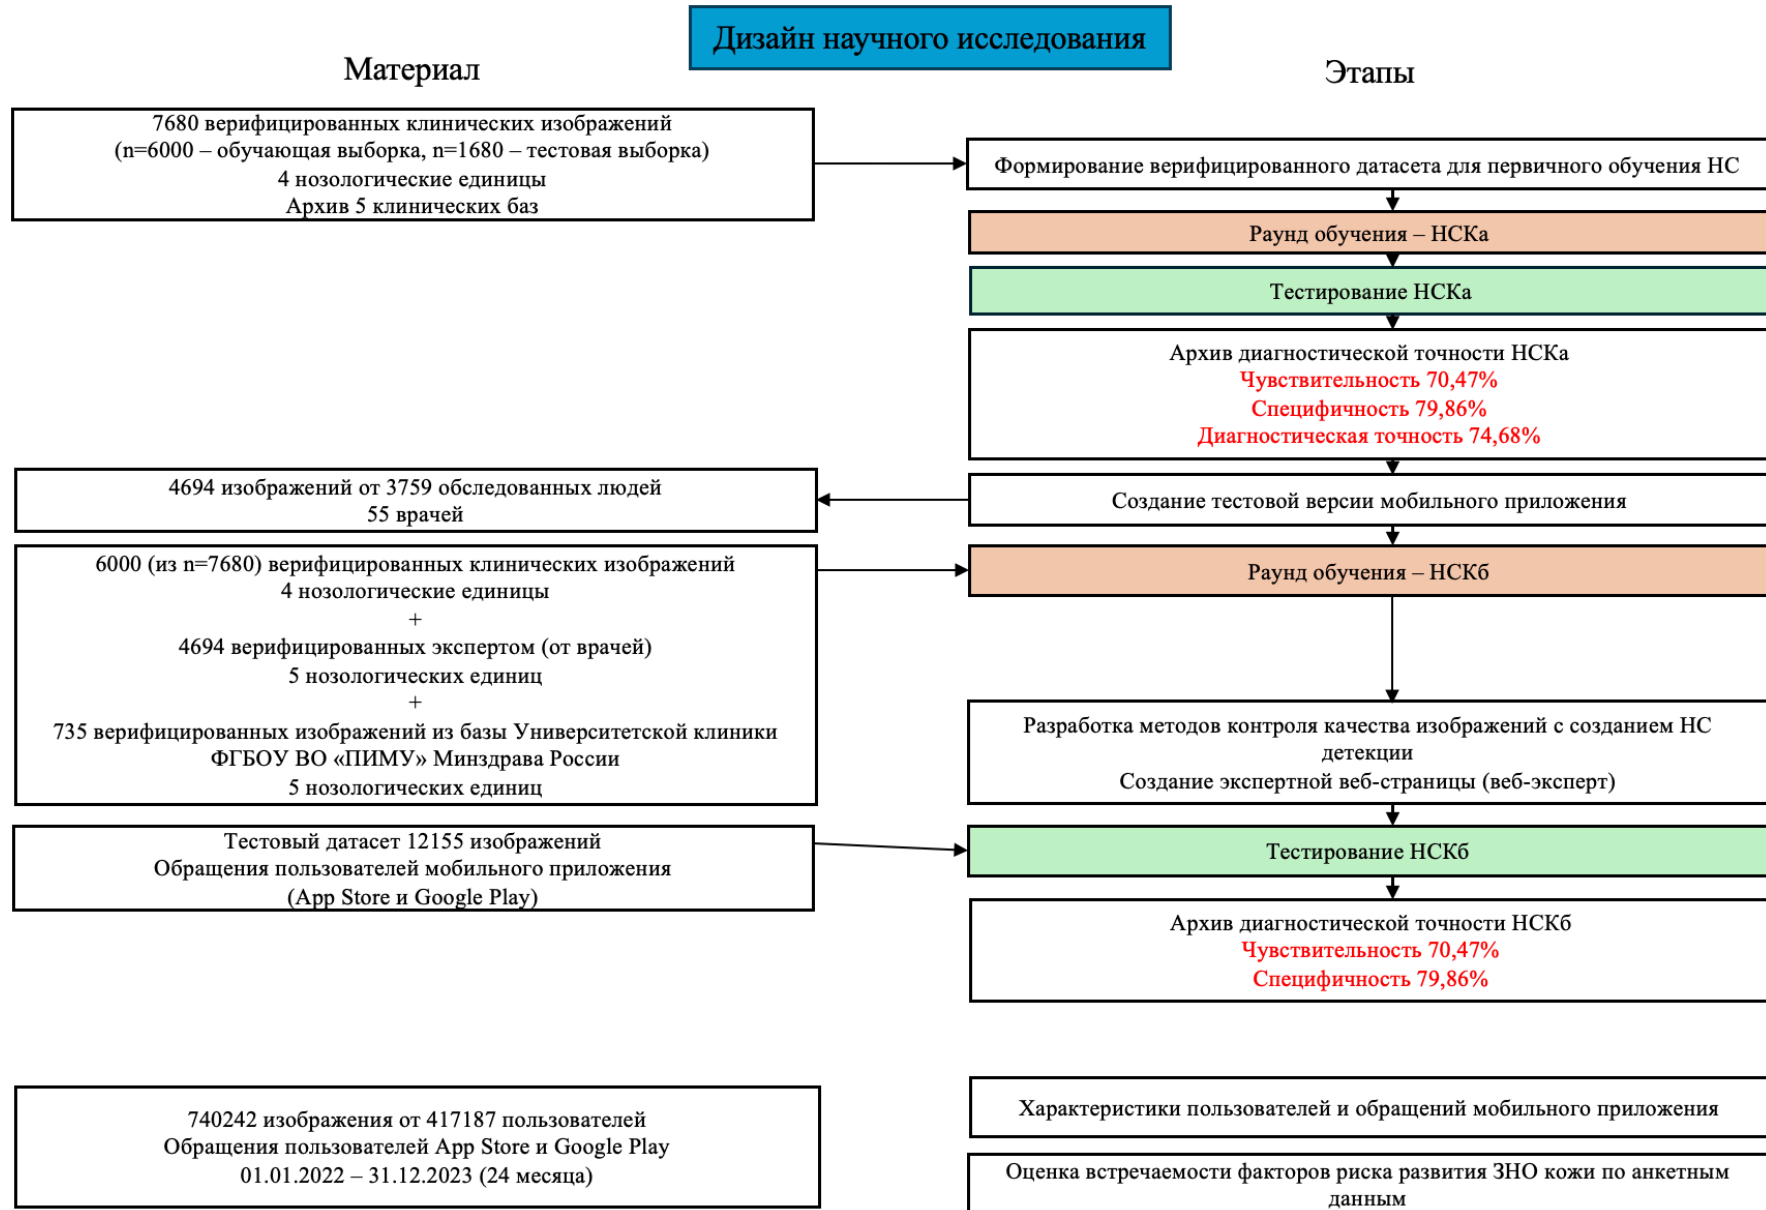 Дизайн научного исследования
Материал
Этапы
7680 верифицированных клинических изображений
(n=6000 – обучающая выборка, n=1680 – тестовая выборка)
4 нозологические единицы
Архив 5 клинических баз
Формирование верифицированного датасета для первичного обучения НС
Раунд обучения – НСКа
Тестирование НСКа
Архив диагностической точности НСКа
Чувствительность 70,47%
Специфичность 79,86%
Диагностическая точность 74,68%
4694 изображений от 3759 обследованных людей
55 врачей
Создание тестовой версии мобильного приложения
6000 (из n=7680) верифицированных клинических изображений
4 нозологические единицы
+
4694 верифицированных экспертом (от врачей)
5 нозологических единиц
+
735 верифицированных изображений из базы Университетской клиники
ФГБОУ ВО «ПИМУ» Минздрава России
5 нозологических единиц
Раунд обучения – НСКб
Разработка методов контроля качества изображений с созданием НС
детекции
Создание экспертной веб-страницы (веб-эксперт)
Тестовый датасет 12155 изображений
Обращения пользователей мобильного приложения
(App Store и Google Play)
Тестирование НСКб
Архив диагностической точности НСКб
Чувствительность 70,47%
Специфичность 79,86%
740242 изображения от 417187 пользователей
Обращения пользователей App Store и Google Play
01.01.2022 – 31.12.2023 (24 месяца)
Характеристики пользователей и обращений мобильного приложения
Оценка встречаемости факторов риска развития ЗНО кожи по анкетным
данным